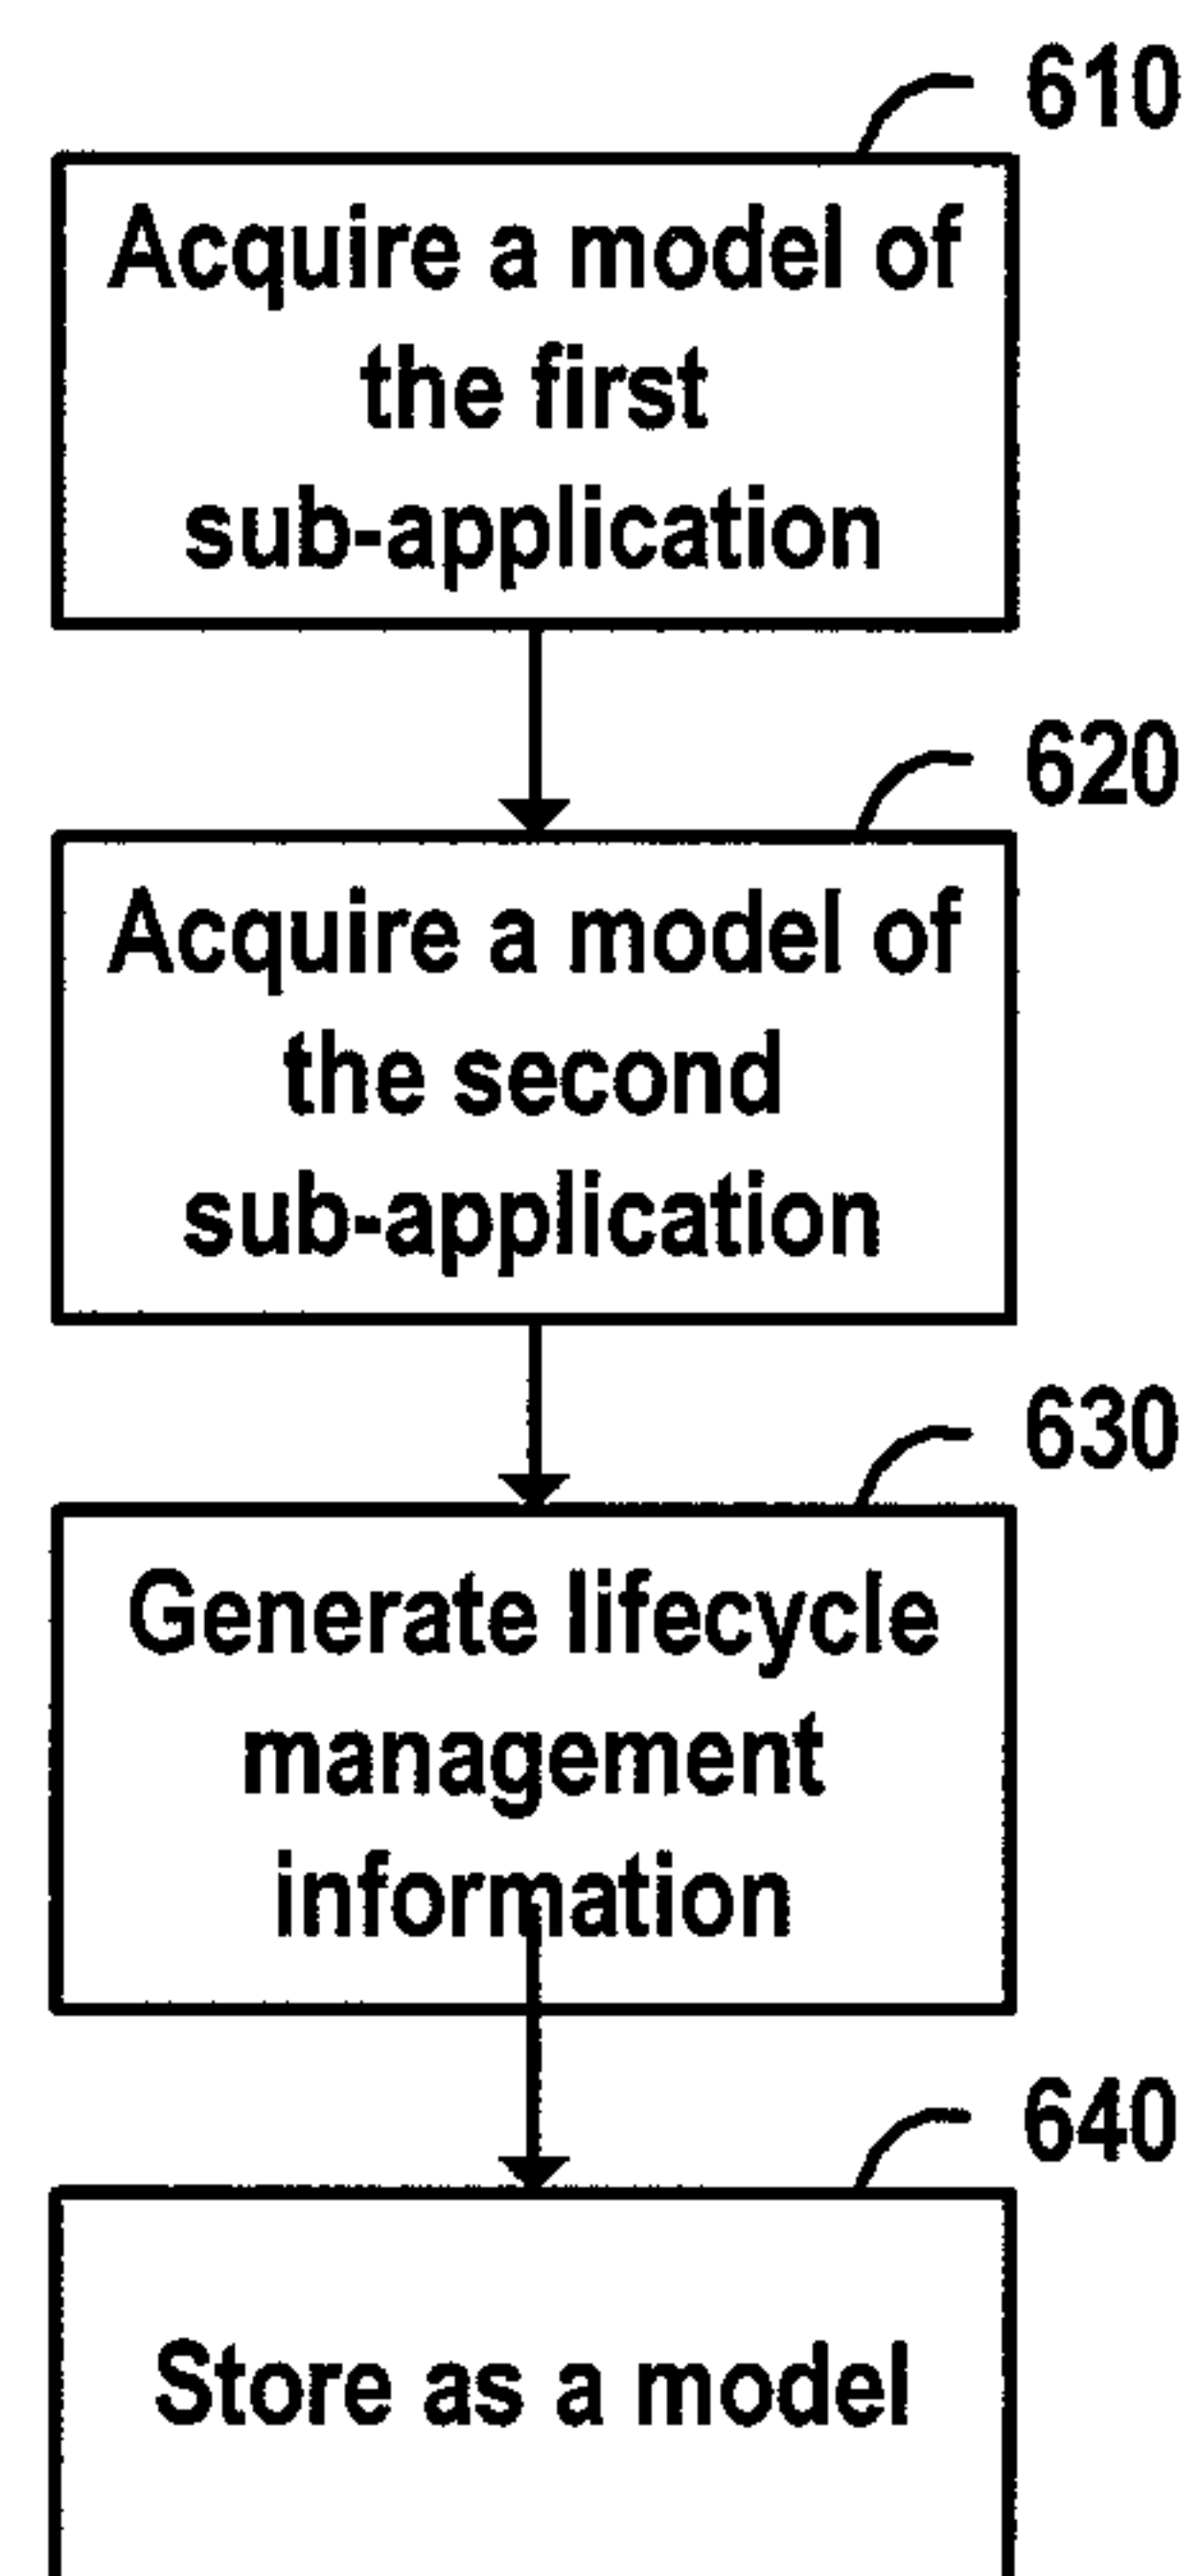 610
Acquire a model of
the first
sub-application
620
Acquire a model of
the second
sub-application
630
Generate lifecycle
management
information
640
Store as a model